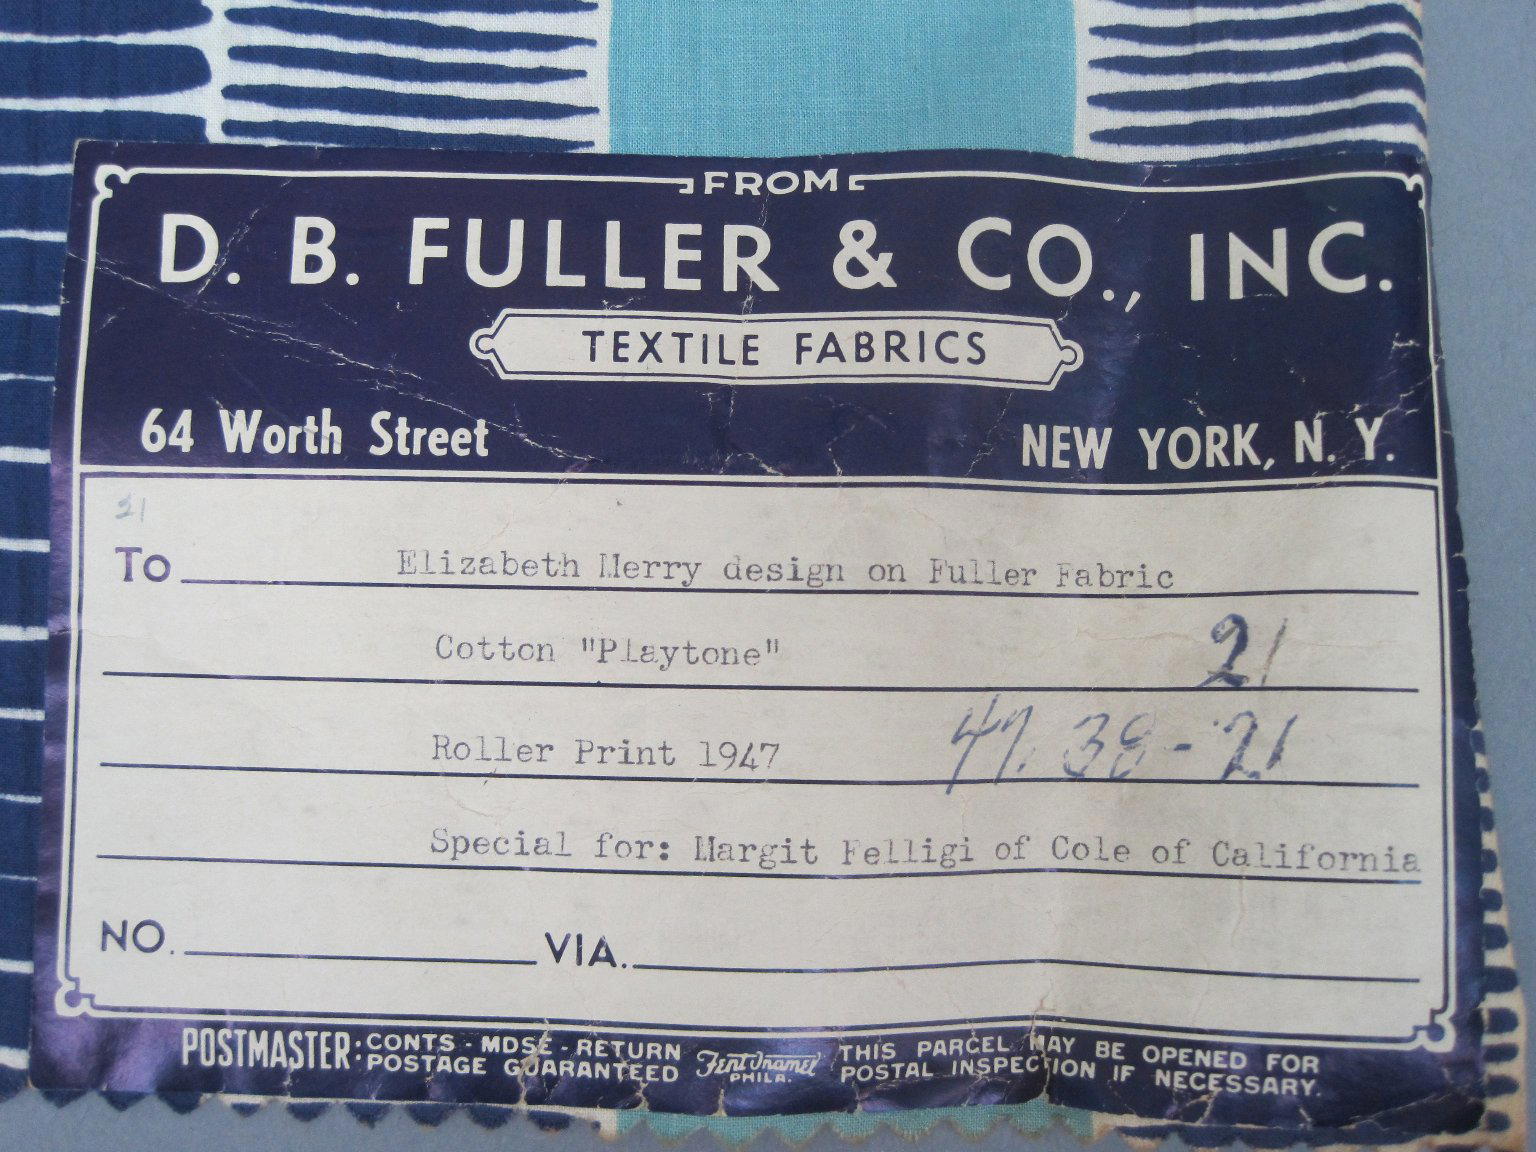 FROM
D. B. FULLER & CO., INC.
TEXTILE FABRICS
64 Worth Street NEW YORK, N. Y.
21
To Elizabeth Merry design on Fuller Fabric
Cotton "Playtone" 21
Roller Print 1947 47.38-21
Special for: Margit Felligi of Cole of California
NO. VIA.
POSTMASTER: CONTS - MDSE - RETURN
POSTAGE GUARANTEED
PHILA.
THIS PARCEL MAY BE OPENED FOR
POSTAL INSPECTION IF NECESSARY.